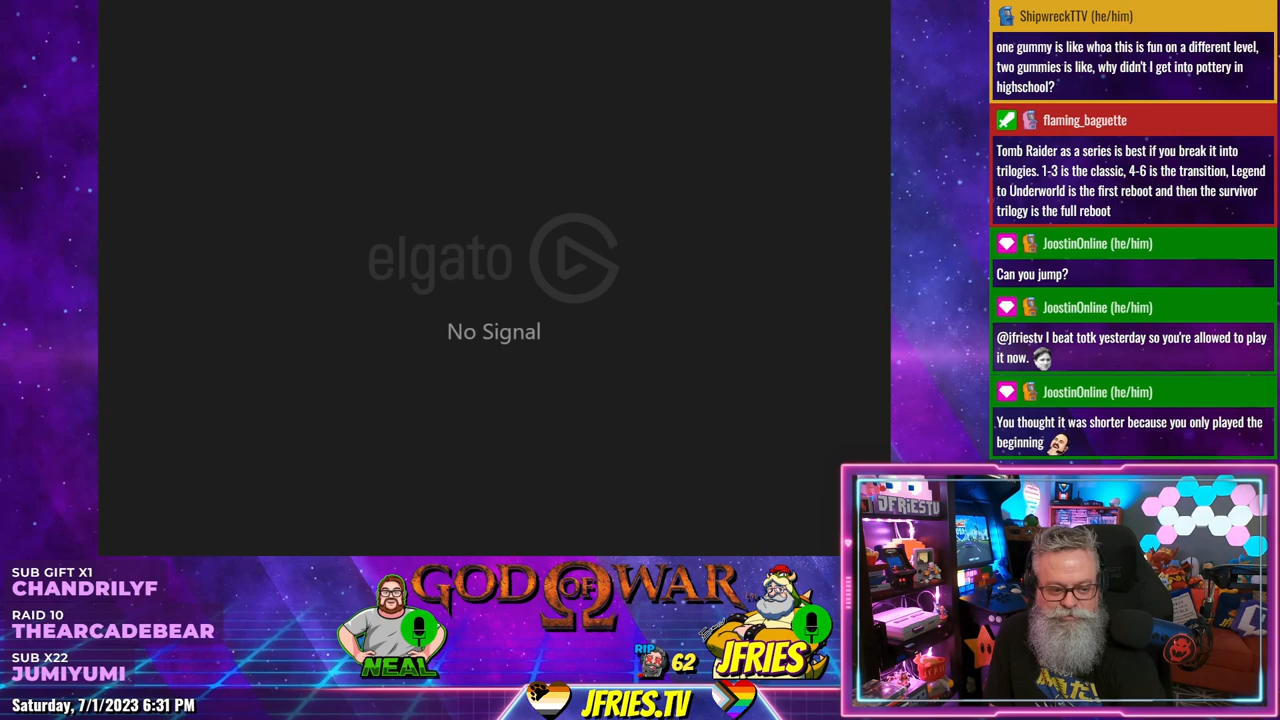 ShipwreckTTV (he/him)
one gummy is like whoa this is fun on a different level,
two gummies is like, why didn't I get into pottery in
highschool?
flaming_baguette
Tomb Raider as a series is best if you break it into
trilogies. 1-3 is the classic, 4-6 is the transition, Legend
to Underworld is the first reboot and then the survivor
trilogy is the full reboot
JoostinOnline (he/him)
Can you jump?
JoostinOnline (he/him)
@jfriestv I beat totk yesterday so you're allowed to play
it now.
JoostinOnline (he/him)
You thought it was shorter because you only played the
beginning
elgato
No Signal
JFRIESTV
SUB GIFT X1
CHANDRILYF
RAID 10
THEARCADEBEAR
SUB X22
JUMIYUMI
Saturday, 7/1/2023 6:31 PM
GOD OF WAR
NEAL
RIP
62
JFRIES
JFRIES.TV